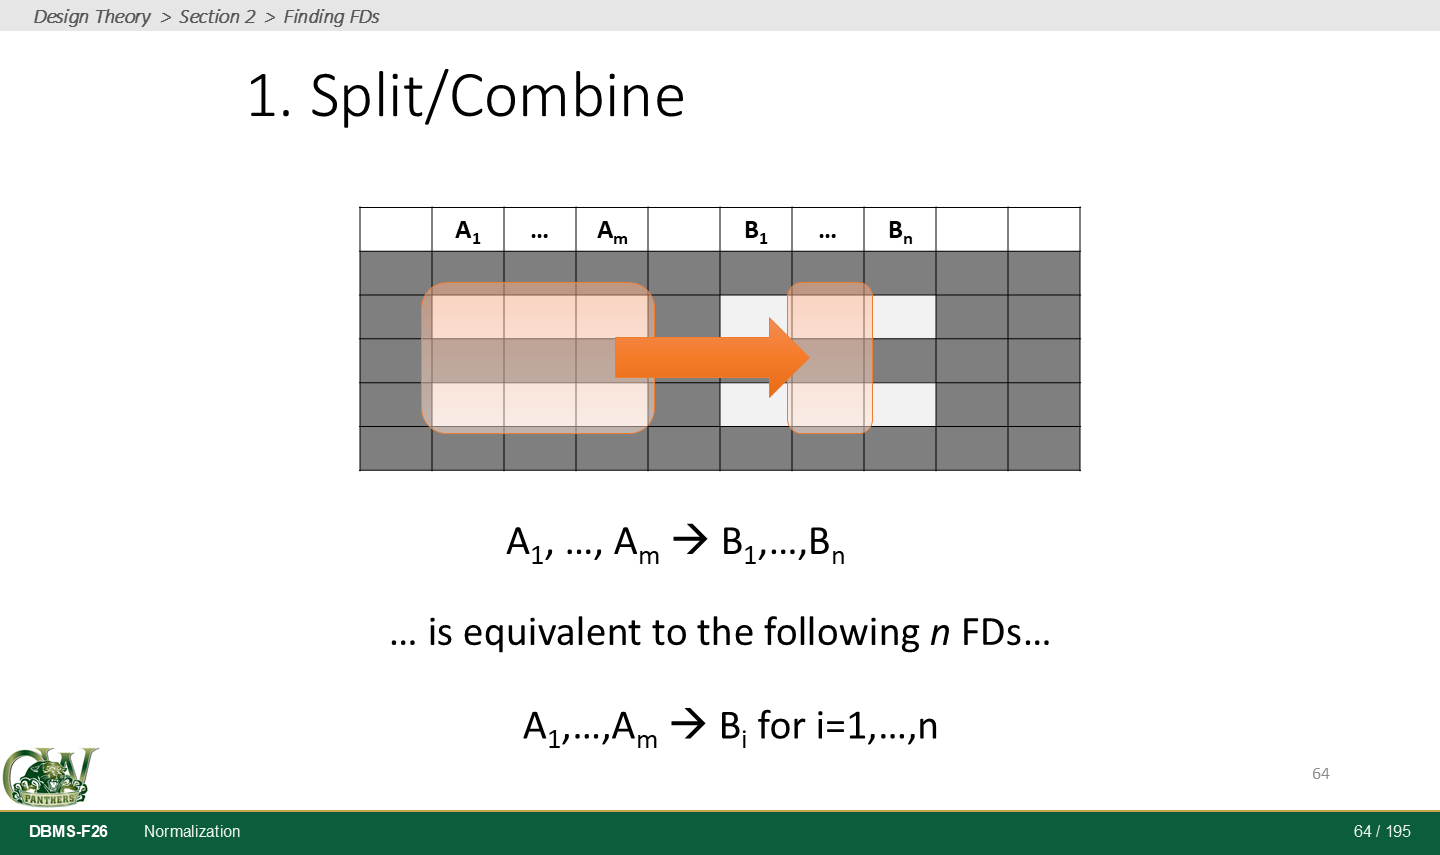 Design Theory > Section 2 > Finding FDs
1. Split/Combine
A1 … Am B1 … Bn
A1, …, Am → B1,…,Bn
… is equivalent to the following n FDs…
A1,…,Am → Bi for i=1,…,n
64
W
PANTHERS
DBMS-F26 Normalization 64 / 195